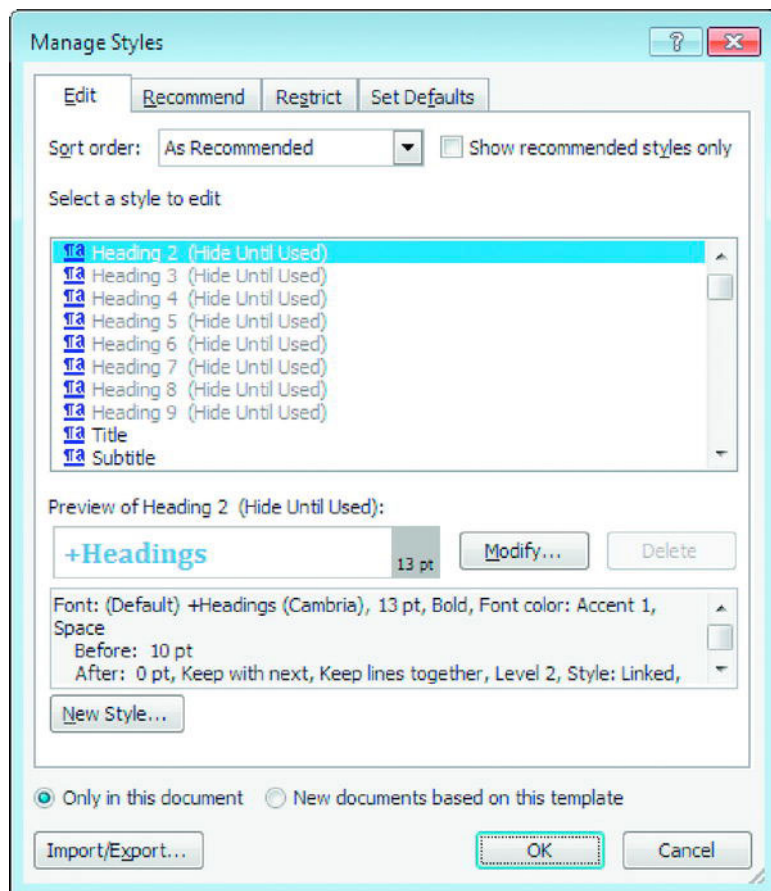 Manage Styles
Edit Recommend Restrict Set Defaults
Sort order: As Recommended Show recommended styles only
Select a style to edit
¶a Heading 2 (Hide Until Used)
¶a Heading 3 (Hide Until Used)
¶a Heading 4 (Hide Until Used)
¶a Heading 5 (Hide Until Used)
¶a Heading 6 (Hide Until Used)
¶a Heading 7 (Hide Until Used)
¶a Heading 8 (Hide Until Used)
¶a Heading 9 (Hide Until Used)
¶a Title
¶a Subtitle
Preview of Heading 2 (Hide Until Used):
+Headings 13 pt Modify... Delete
Font: (Default) +Headings (Cambria), 13 pt, Bold, Font color: Accent 1,
Space
Before: 10 pt
After: 0 pt, Keep with next, Keep lines together, Level 2, Style: Linked,
New Style...
Only in this document New documents based on this template
Import/Export... OK Cancel